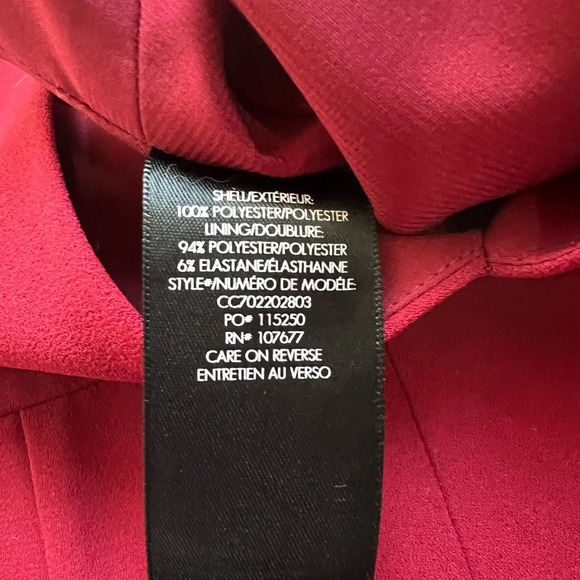 SHELL/EXTÉRIEUR:
100% POLYESTER/POLYESTER
LINING/DOUBLURE:
94% POLYESTER/POLYESTER
6% ELASTANE/ÉLASTHANNE
STYLE#/NUMÉRO DE MODÉLE:
CC702202803
PO# 115250
RN# 107677
CARE ON REVERSE
ENTRETIEN AU VERSO